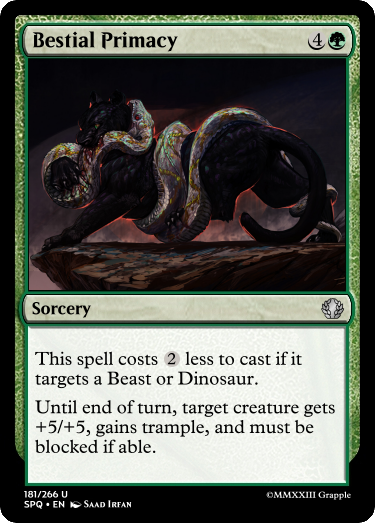 Bestial Primacy 4
Sorcery
This spell costs 2 less to cast if it
targets a Beast or Dinosaur.
Until end of turn, target creature gets
+5/+5, gains trample, and must be
blocked if able.
181/266 U
SPQ • EN Saad Irfan
©MMXXIII Grapple